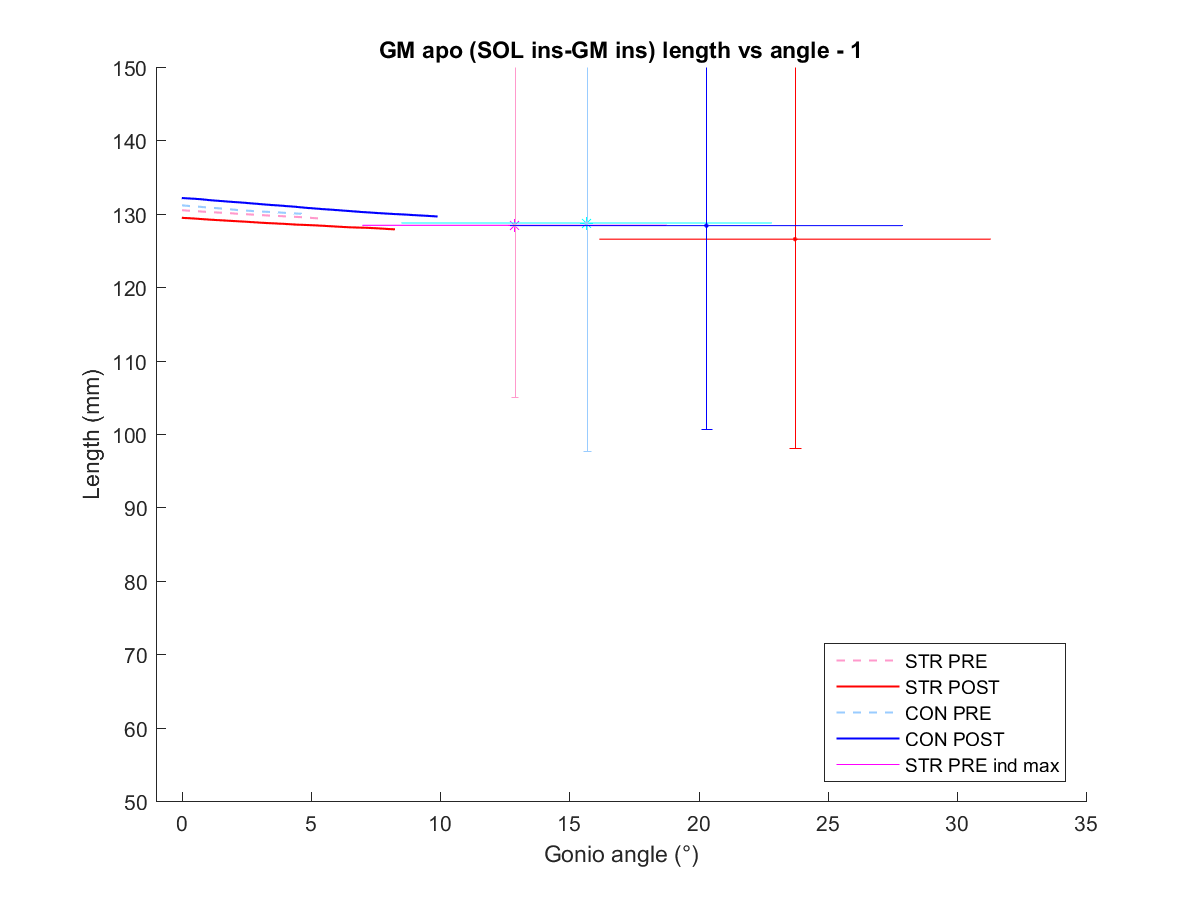 GM apo (SOL ins-GM ins) length vs angle - 1
150
140
130
120
110
100
90
80
70
60
50
Length (mm)
0
5
10
15
20
25
30
35
Gonio angle (°)
STR PRE
STR POST
CON PRE
CON POST
STR PRE ind max